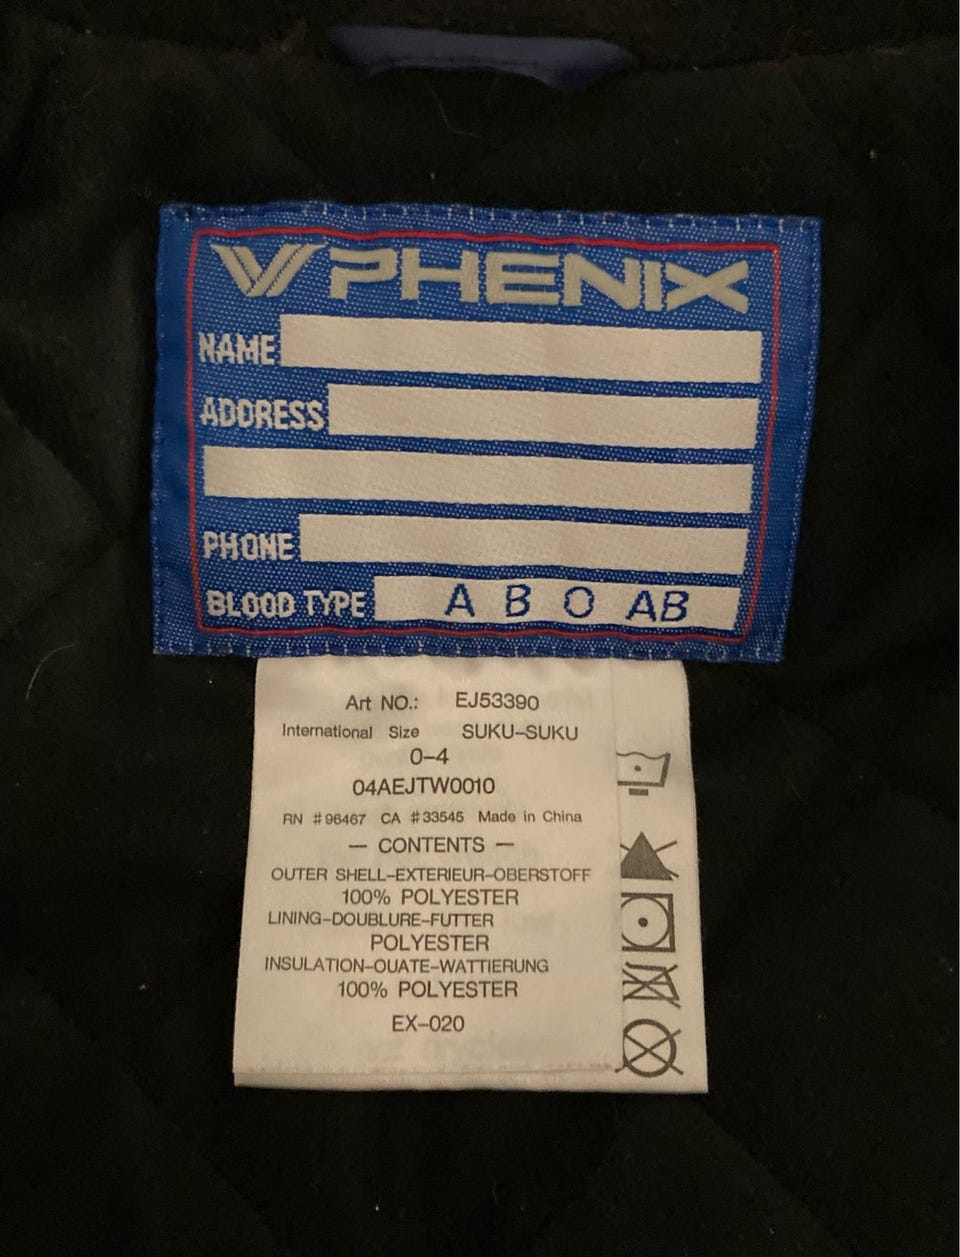 PHENIX
NAME
ADDRESS
PHONE
BLOOD TYPE A B O AB
Art NO.: EJ53390
International Size SUKU-SUKU
0-4
04AEJTW0010
RN #96467 CA #33545 Made in China
— CONTENTS —
OUTER SHELL-EXTERIEUR-OBERSTOFF
100% POLYESTER
LINING-DOUBLURE-FUTTER
POLYESTER
INSULATION-OUATE-WATTIERUNG
100% POLYESTER
EX-020